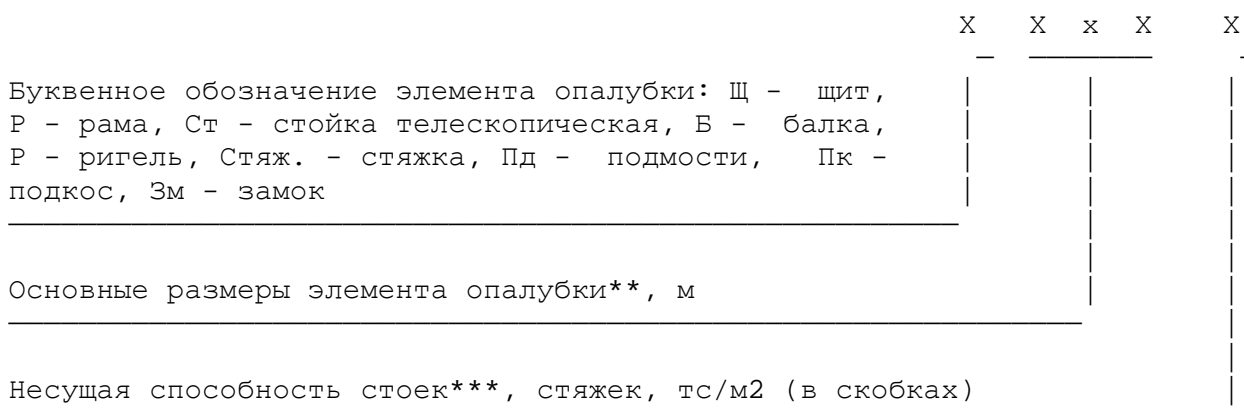 X X x X X
Буквенное обозначение элемента опалубки: Щ - щит,
Р - рама, Ст - стойка телескопическая, Б - балка,
Р - ригель, Стяж. - стяжка, Пд - подмости, Пк -
подкос, Зм - замок
Основные размеры элемента опалубки**, м
Несущая способность стоек***, стяжек, тс/м2 (в скобках)